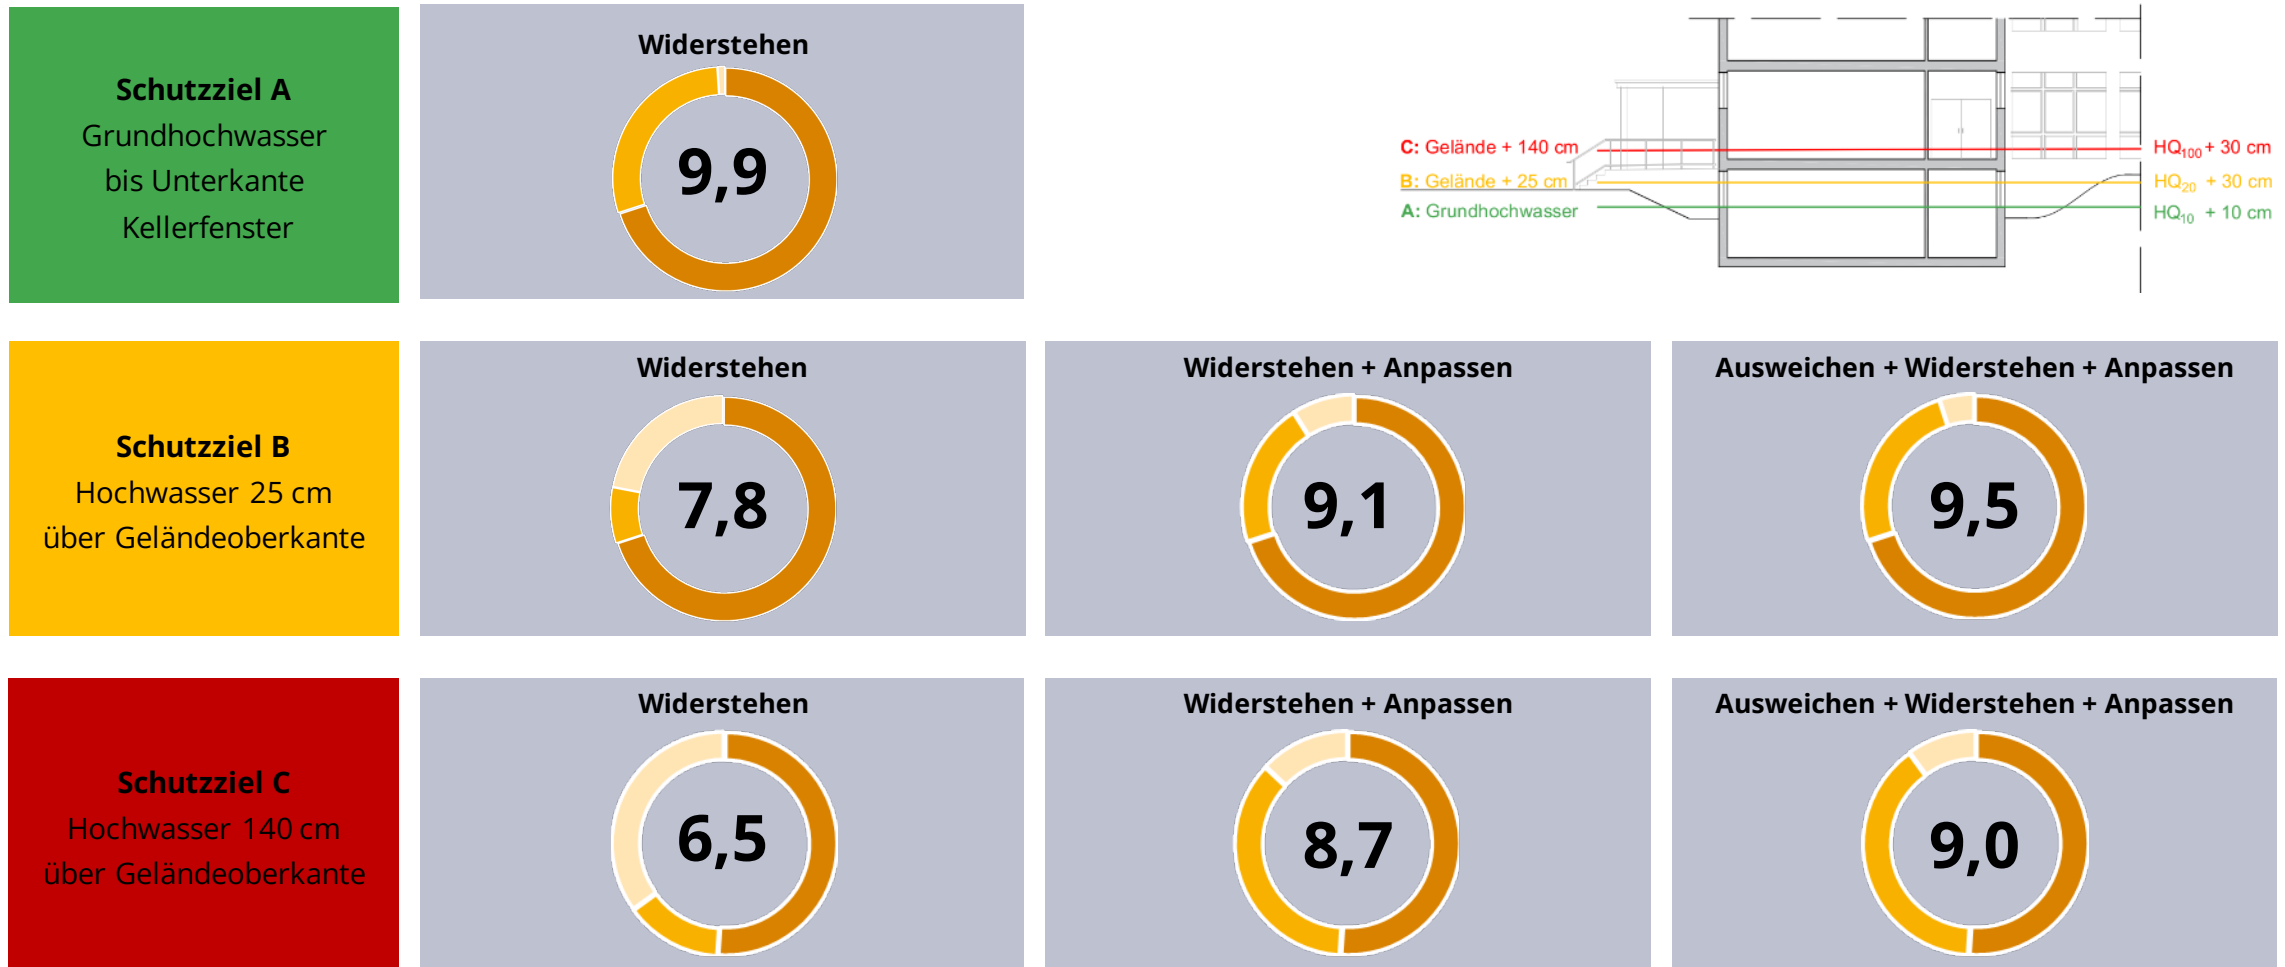 Schutzziel A
Grundhochwasser
bis Unterkante
Kellerfenster
Widerstehen
9,9
C: Gelände + 140 cm
HQ100 + 30 cm
B: Gelände + 25 cm
HQ20 + 30 cm
A: Grundhochwasser
HQ10 + 10 cm
Schutzziel B
Hochwasser 25 cm
über Geländeoberkante
Widerstehen
7,8
Widerstehen + Anpassen
9,1
Ausweichen + Widerstehen + Anpassen
9,5
Schutzziel C
Hochwasser 140 cm
über Geländeoberkante
Widerstehen
6,5
Widerstehen + Anpassen
8,7
Ausweichen + Widerstehen + Anpassen
9,0